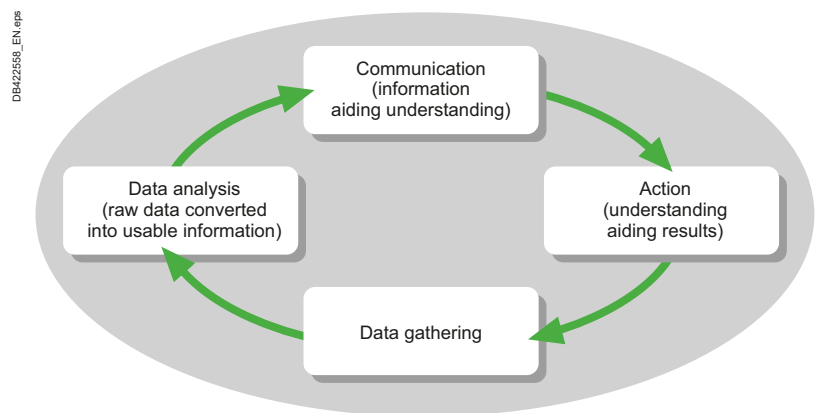 DB422558_EN.eps
Communication
(information
aiding understanding)
Data analysis
(raw data converted
into usable information)
Action
(understanding
aiding results)
Data gathering